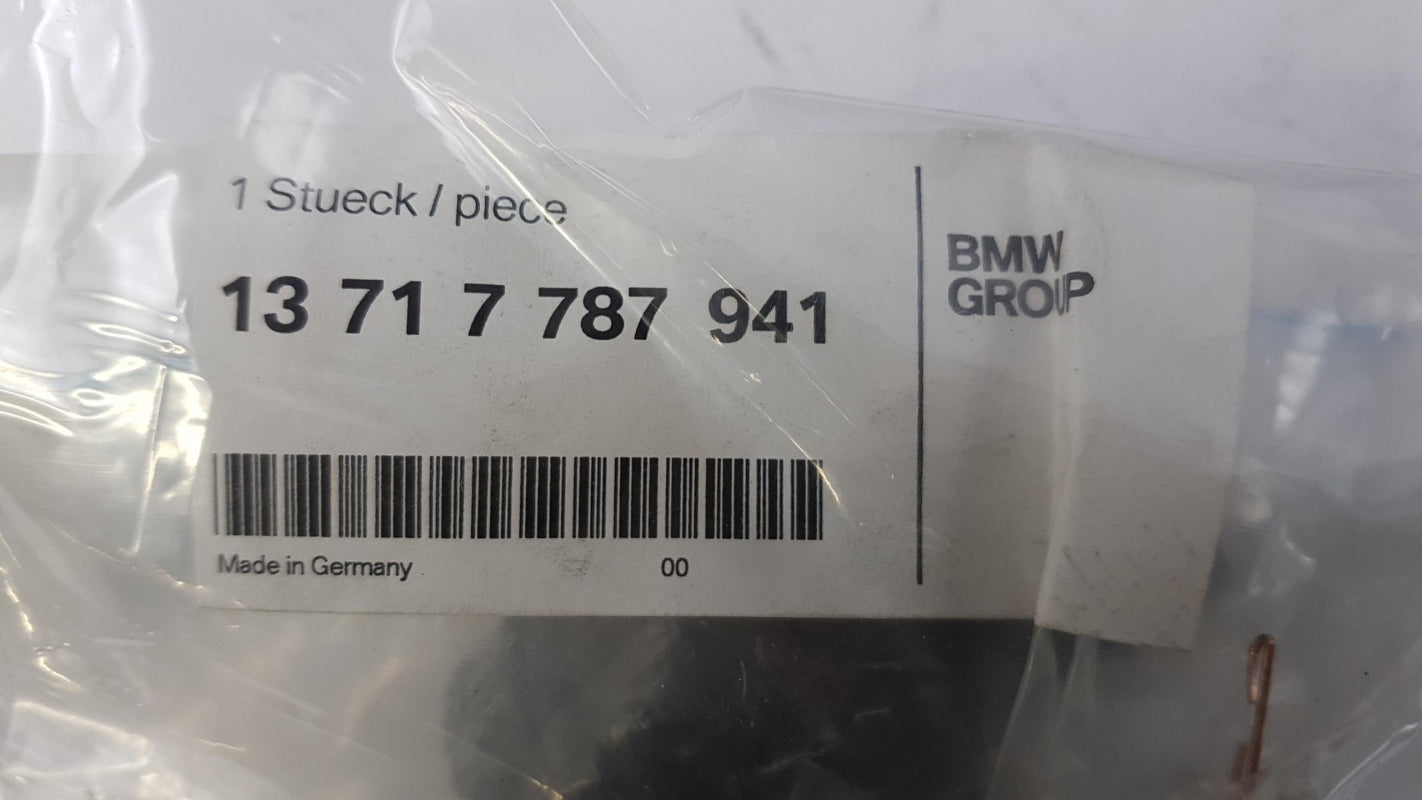 1 Stueck / piece
13 71 7 787 941
BMW
GROUP
Made in Germany 00